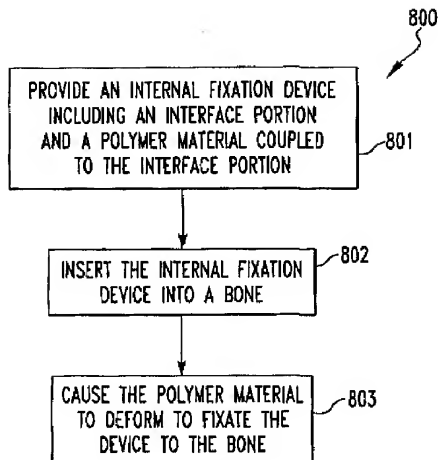 800
PROVIDE AN INTERNAL FIXATION DEVICE
INCLUDING AN INTERFACE PORTION
AND A POLYMER MATERIAL COUPLED
TO THE INTERFACE PORTION
801
INSERT THE INTERNAL FIXATION
DEVICE INTO A BONE
802
CAUSE THE POLYMER MATERIAL
TO DEFORM TO FIXATE THE
DEVICE TO THE BONE
803